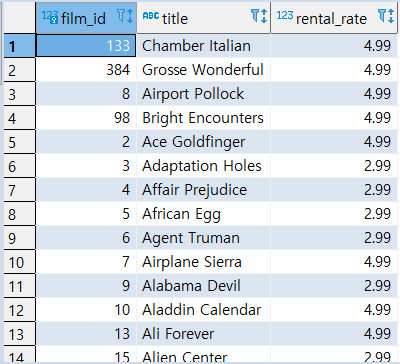 123 film_id ABC title 123 rental_rate
1 133 Chamber Italian 4.99
2 384 Grosse Wonderful 4.99
3 8 Airport Pollock 4.99
4 98 Bright Encounters 4.99
5 2 Ace Goldfinger 4.99
6 3 Adaptation Holes 2.99
7 4 Affair Prejudice 2.99
8 5 African Egg 2.99
9 6 Agent Truman 2.99
10 7 Airplane Sierra 4.99
11 9 Alabama Devil 2.99
12 10 Aladdin Calendar 4.99
13 13 Ali Forever 4.99
14 15 Alien Center 2.99